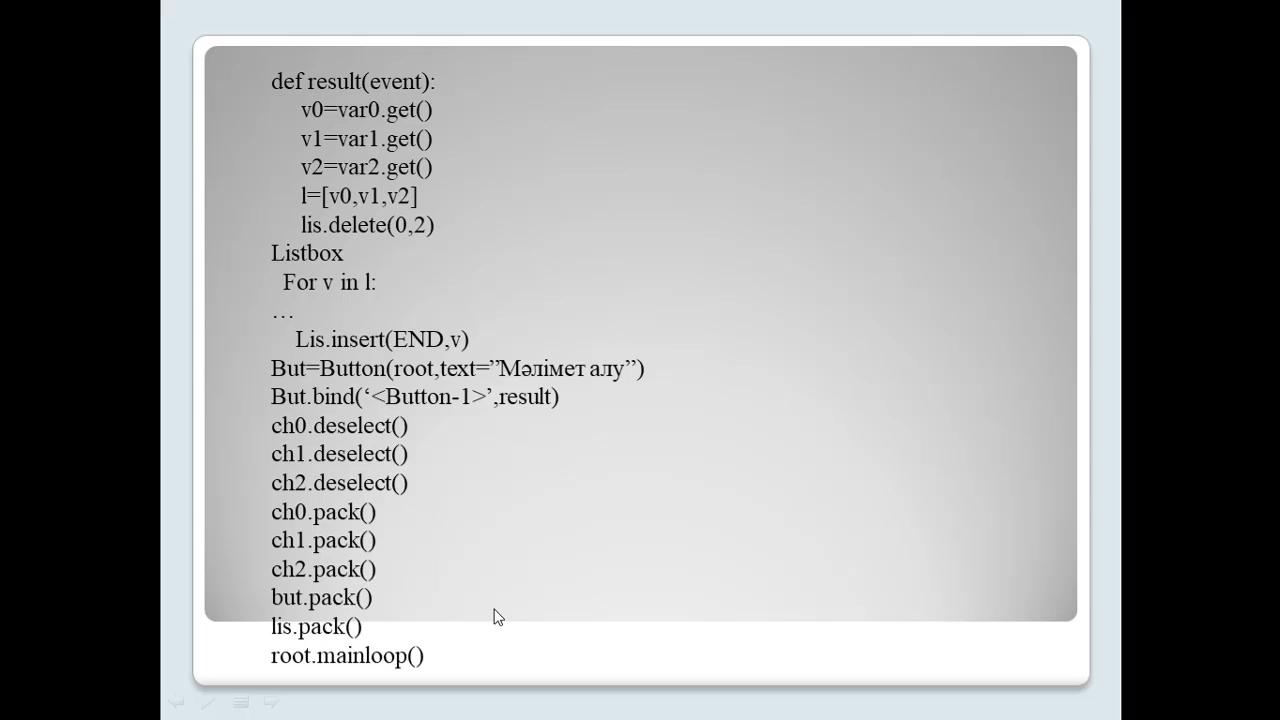 def result(event):
v0=var0.get()
v1=var1.get()
v2=var2.get()
l=[v0,v1,v2]
lis.delete(0,2)
Listbox
For v in l:
…
Lis.insert(END,v)
But=Button(root,text=”Мәлімет алу”)
But.bind(‘<Button-1>’,result)
ch0.deselect()
ch1.deselect()
ch2.deselect()
ch0.pack()
ch1.pack()
ch2.pack()
but.pack()
lis.pack()
root.mainloop()